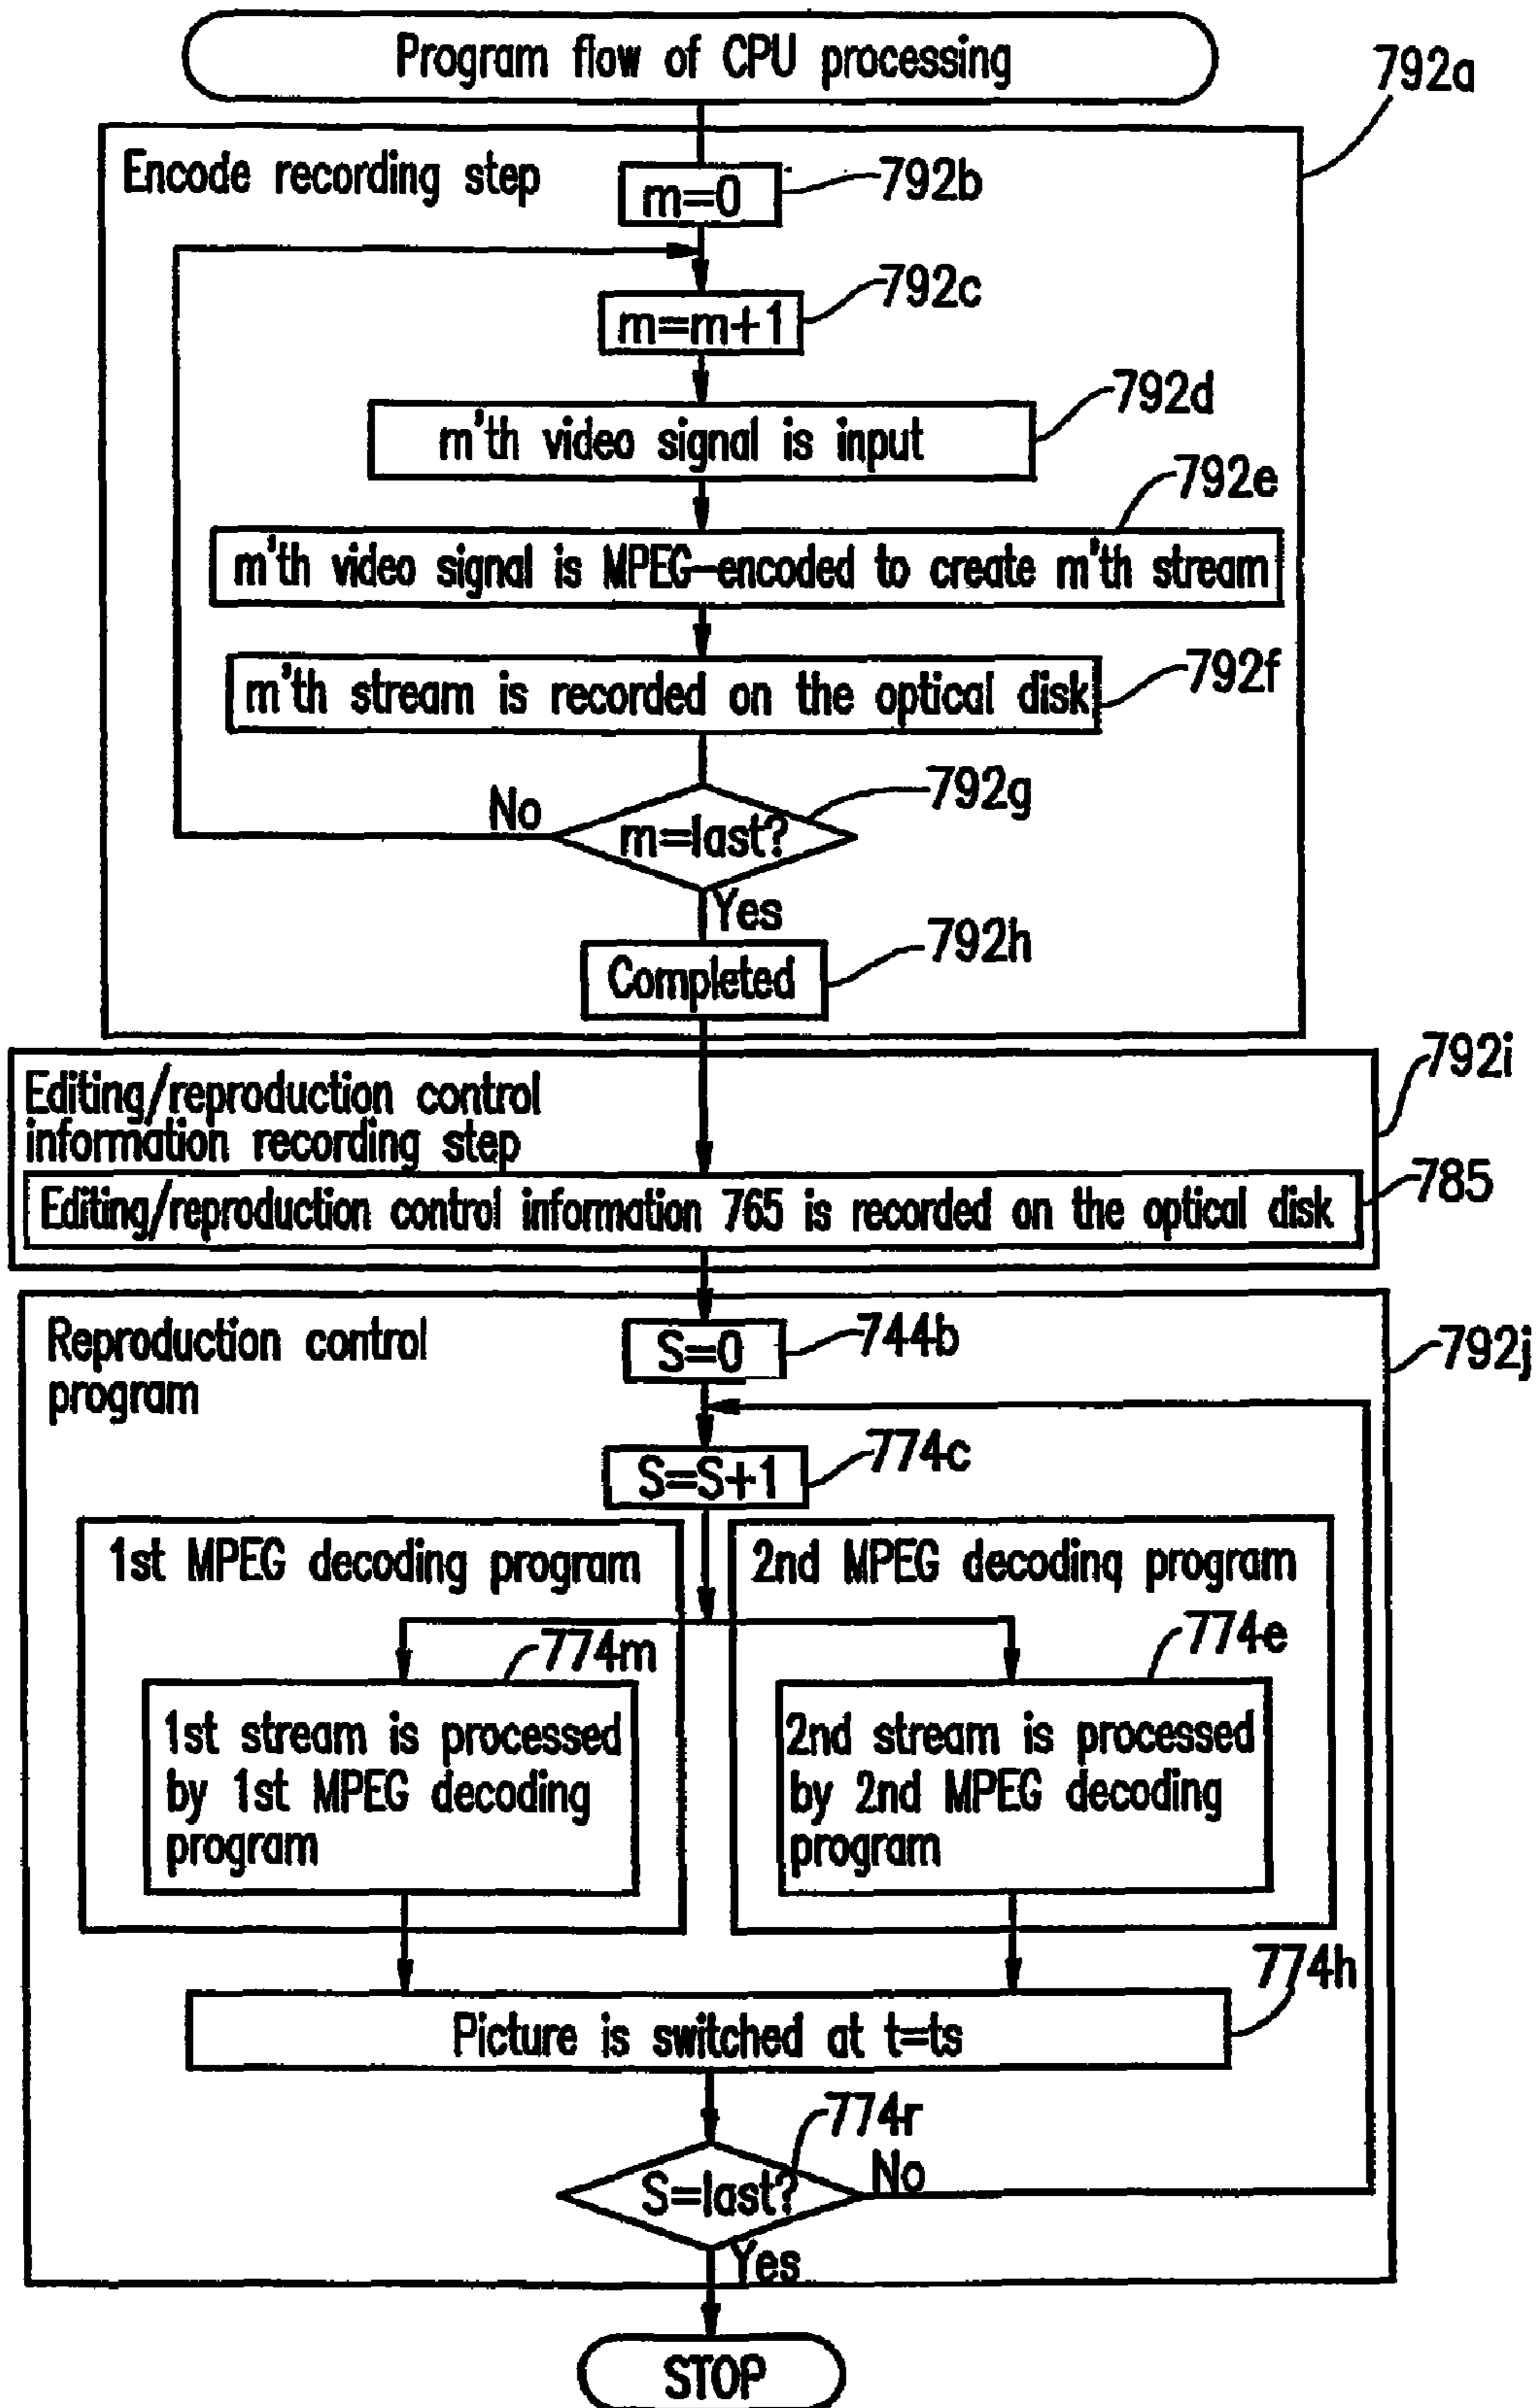 Program flow of CPU processing
792a
Encode recording step
m=0
792b
m=m+1
792c
m'th video signal is input
792d
m'th video signal is MPEG-encoded to create m'th stream
792e
m'th stream is recorded on the optical disk
792f
m=last?
792g
No
Yes
Completed
792h
Editing/reproduction control
information recording step
792i
Editing/reproduction control information 765 is recorded on the optical disk
785
Reproduction control
program
792j
S=0
744b
S=S+1
774c
1st MPEG decoding program
774m
1st stream is processed
by 1st MPEG decoding
program
2nd MPEG decoding program
774e
2nd stream is processed
by 2nd MPEG decoding
program
Picture is switched at t=ts
774h
S=last?
774r
No
Yes
STOP